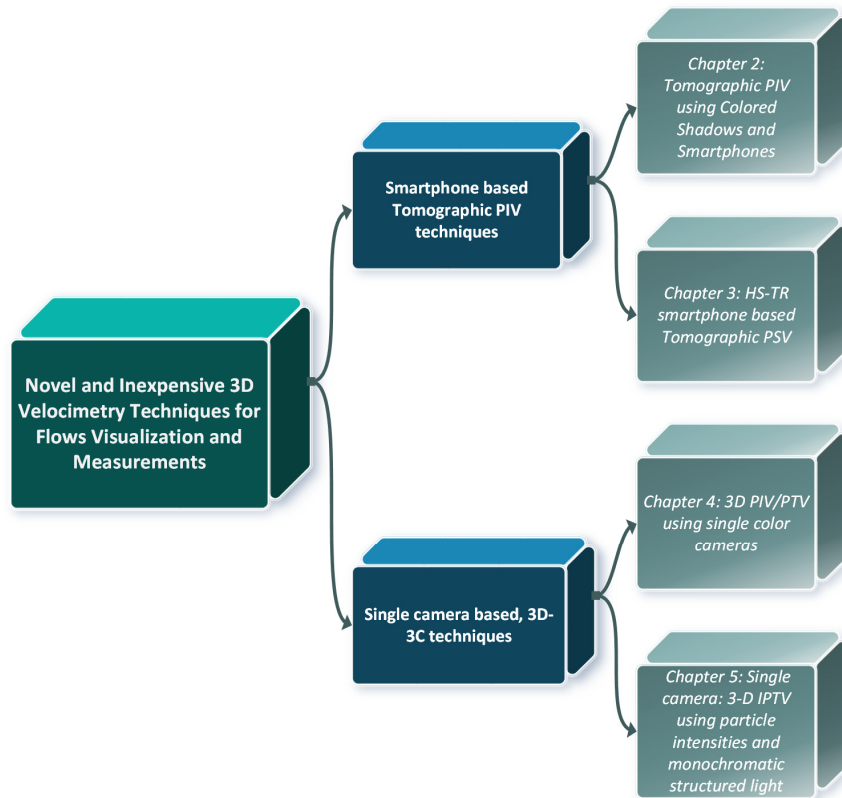 Novel and Inexpensive 3D
Velocimetry Techniques for
Flows Visualization and
Measurements
Smartphone based
Tomographic PIV
techniques
Chapter 2:
Tomographic PIV
using Colored
Shadows and
Smartphones
Chapter 3: HS-TR
smartphone based
Tomographic PSV
Single camera based, 3D-
3C techniques
Chapter 4: 3D PIV/PTV
using single color
cameras
Chapter 5: Single
camera: 3-D IPTV
using particle
intensities and
monochromatic
structured light